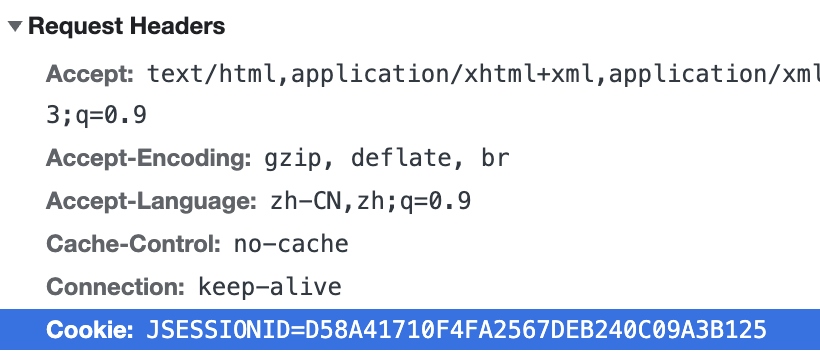 Request Headers
Accept: text/html,application/xhtml+xml,application/xml
3;q=0.9
Accept-Encoding: gzip, deflate, br
Accept-Language: zh-CN,zh;q=0.9
Cache-Control: no-cache
Connection: keep-alive
Cookie: JSESSIONID=D58A41710F4FA2567DEB240C09A3B125